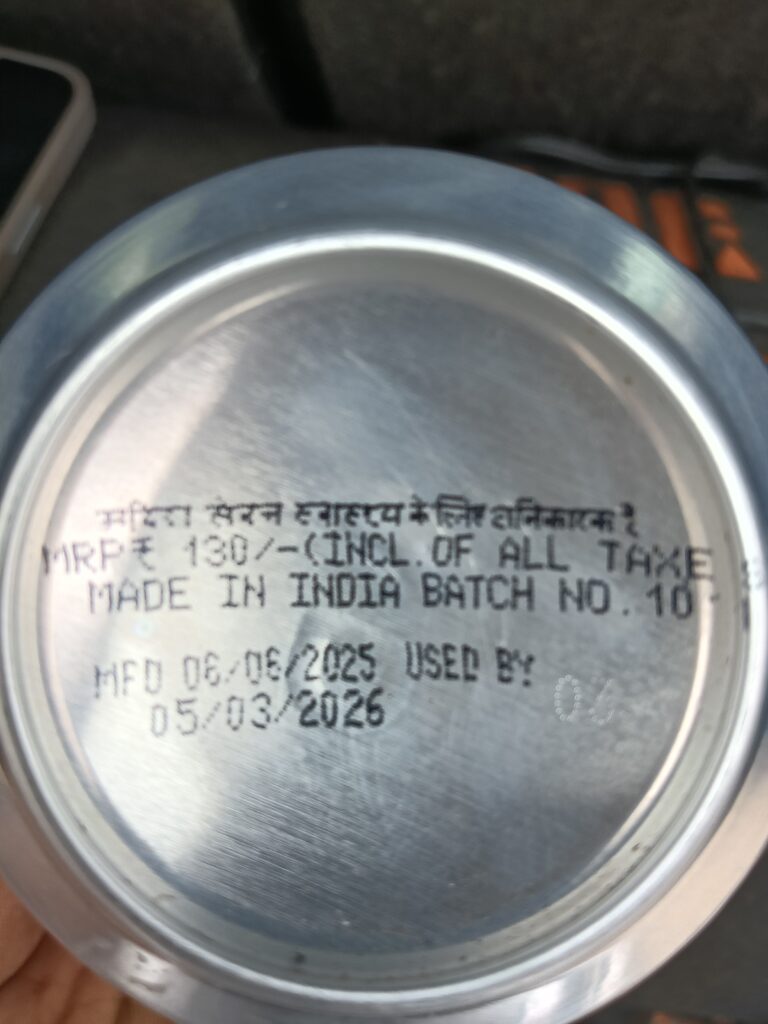 मदिरा सेवन स्वास्थ्य के लिए हानिकारक है
MRP ₹ 130/-(INCL.OF ALL TAXE
MADE IN INDIA BATCH NO.10
MFD 06/06/2025 USED BY
05/03/2026